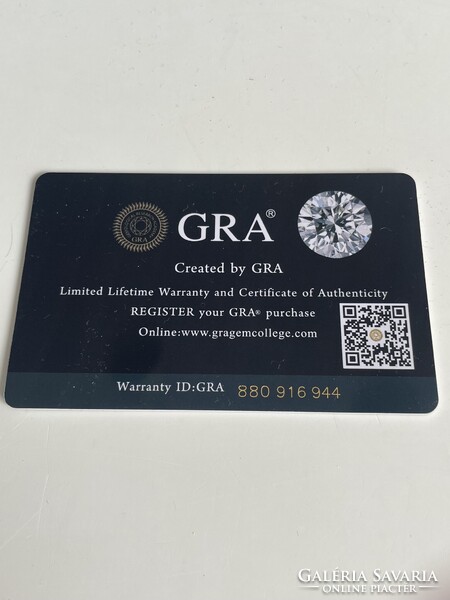 GRA®
GRA
Created by GRA
Limited Lifetime Warranty and Certificate of Authenticity
REGISTER your GRA® purchase
Online:www.gragemcollege.com
Warranty ID:GRA 880 916 944
GALÉRIA SAVARIA
ONLINE PIACTÉR